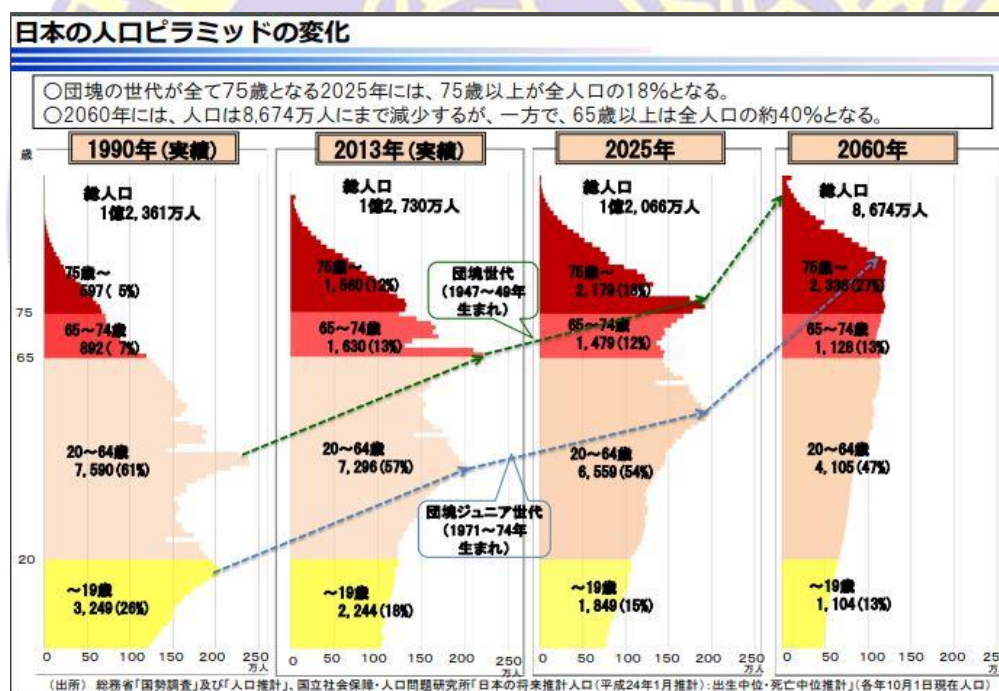 日本の人口ピラミッドの変化
○団塊の世代が全て75歳となる2025年には、75歳以上が全人口の18%となる。
○2060年には、人口は8,674万人にまで減少するが、一方で、65歳以上は全人口の約40%となる。
歳
1990年(実績)
総人口
1億2,361万人
75歳～
597( 5%)
65～74歳
892( 7%)
20～64歳
7,590(61%)
～19歳
3,249(26%)
75
65
20
0 50 100 150 200 250
万人
2013年(実績)
総人口
1億2,730万人
75歳～
1,560(12%)
65～74歳
1,630(13%)
20～64歳
7,296(57%)
～19歳
2,244(18%)
0 50 100 150 200 250
万人
団塊世代
(1947～49年
生まれ)
団塊ジュニア世代
(1971～74年
生まれ)
2025年
総人口
1億2,066万人
75歳～
2,179(18%)
65～74歳
1,479(12%)
20～64歳
6,559(54%)
～19歳
1,849(15%)
0 50 100 150 200 250
万人
2060年
総人口
8,674万人
75歳～
2,336(27%)
65～74歳
1,128(13%)
20～64歳
4,105(47%)
～19歳
1,104(13%)
0 50 100 150 200 250
万人
(出所) 総務省「国勢調査」及び「人口推計」、国立社会保障・人口問題研究所「日本の将来推計人口(平成24年1月推計):出生中位・死亡中位推計」(各年10月1日現在人口)